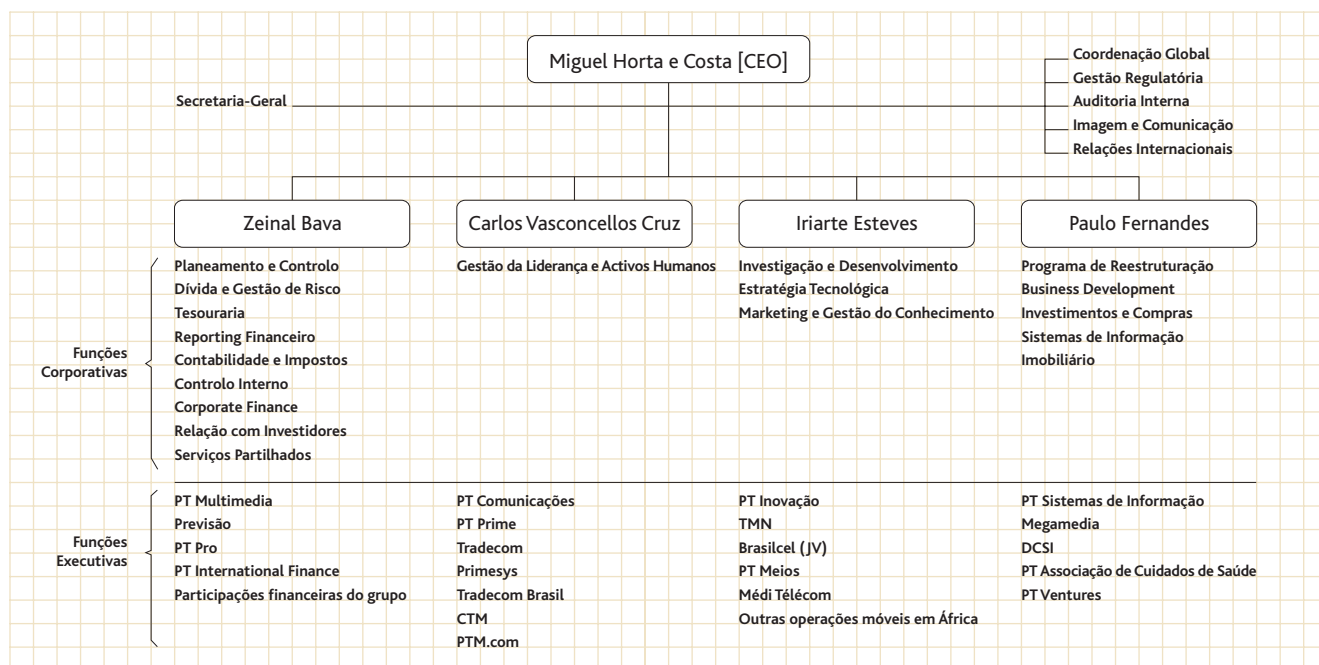 Miguel Horta e Costa [CEO]
Secretaria-Geral
Coordenação Global
Gestão Regulatória
Auditoria Interna
Imagem e Comunicação
Relações Internacionais
Zeinal Bava
Carlos Vasconcellos Cruz
Iriarte Esteves
Paulo Fernandes
Funções
Corporativas
Planeamento e Controlo
Dívida e Gestão de Risco
Tesouraria
Reporting Financeiro
Contabilidade e Impostos
Controlo Interno
Corporate Finance
Relação com Investidores
Serviços Partilhados
Gestão da Liderança e Activos Humanos
Investigação e Desenvolvimento
Estratégia Tecnológica
Marketing e Gestão do Conhecimento
Programa de Reestruturação
Business Development
Investimentos e Compras
Sistemas de Informação
Imobiliário
Funções
Executivas
PT Multimedia
Previsão
PT Pro
PT International Finance
Participações financeiras do grupo
PT Comunicações
PT Prime
Tradecom
Primesys
Tradecom Brasil
CTM
PTM.com
PT Inovação
TMN
Brasilcel (JV)
PT Meios
Médi Télécom
Outras operações móveis em África
PT Sistemas de Informação
Megamedia
DCSI
PT Associação de Cuidados de Saúde
PT Ventures